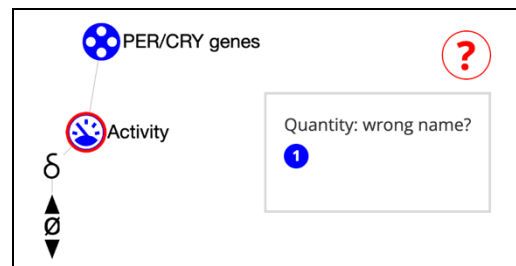 PER/CRY genes
?
Activity
Quantity: wrong name?
1
δ
Ø